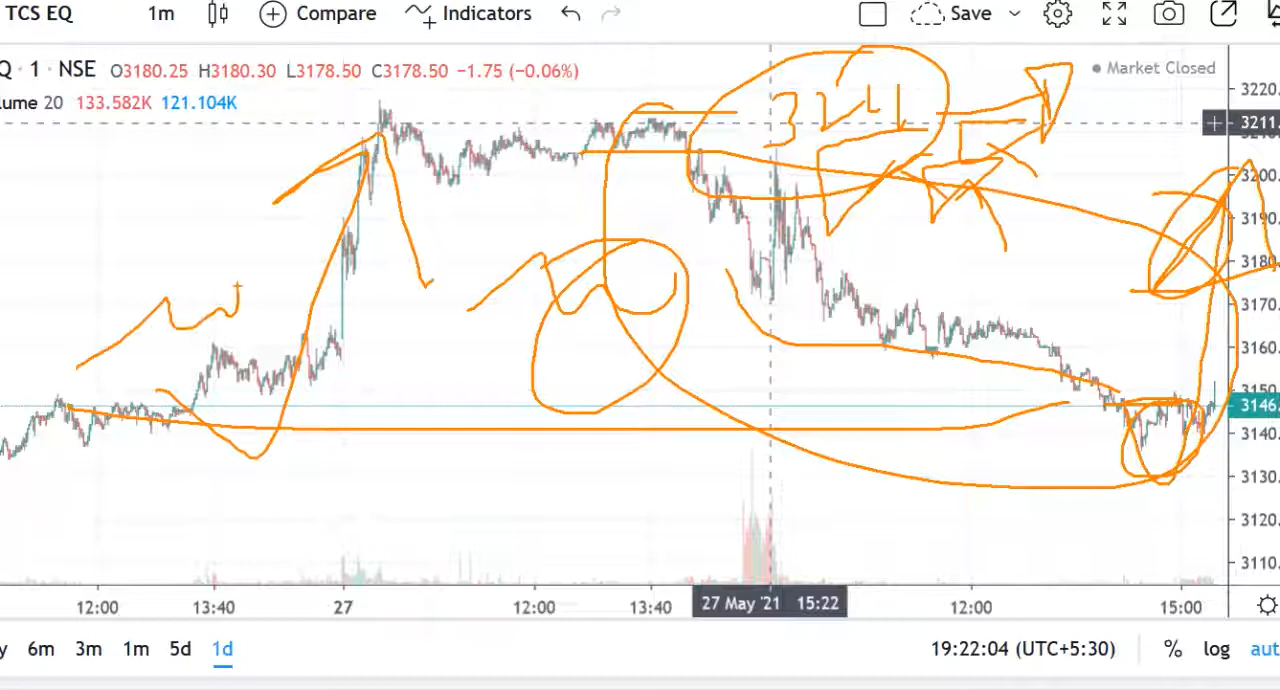 TCS EQ 1m Compare Indicators Save
Q · 1 · NSE O3180.25 H3180.30 L3178.50 C3178.50 −1.75 (−0.06%) Market Closed
lume 20 133.582K 121.104K
3220.
3211.
3200.
3190.
3180.
3170.
3160.
3150.
3146.
3140.
3130.
3120.
3110.
12:00 13:40 27 12:00 13:40 27 May '21 15:22 12:00 15:00
y 6m 3m 1m 5d 1d 19:22:04 (UTC+5:30) % log aut